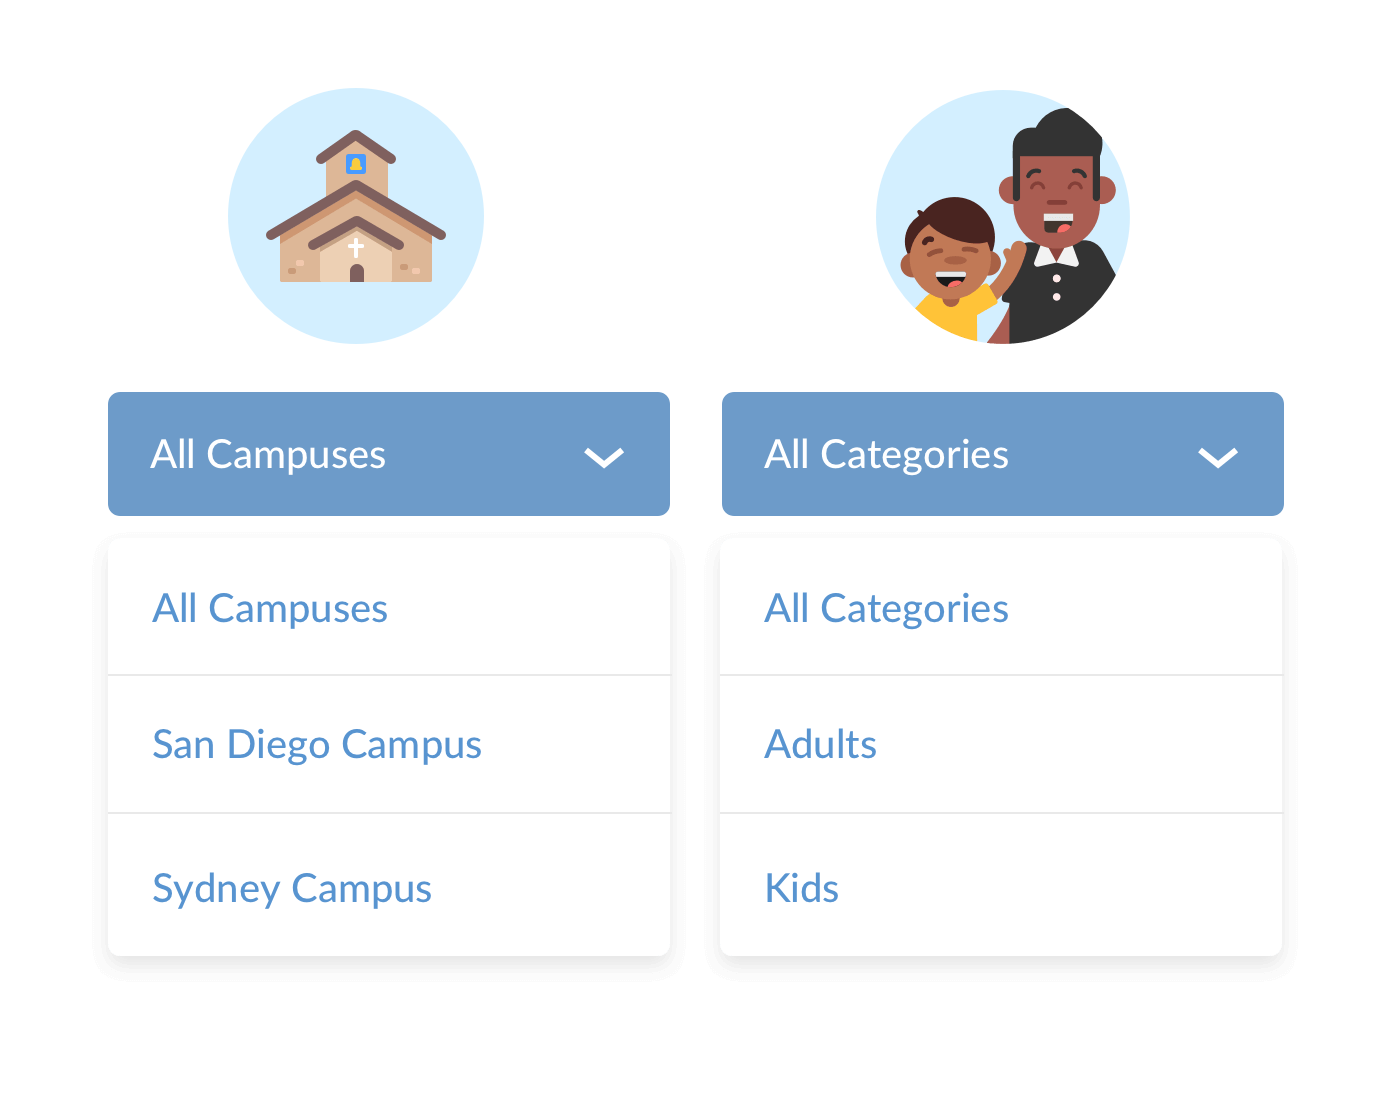 All Campuses
All Categories
All Campuses
San Diego Campus
Sydney Campus
All Categories
Adults
Kids